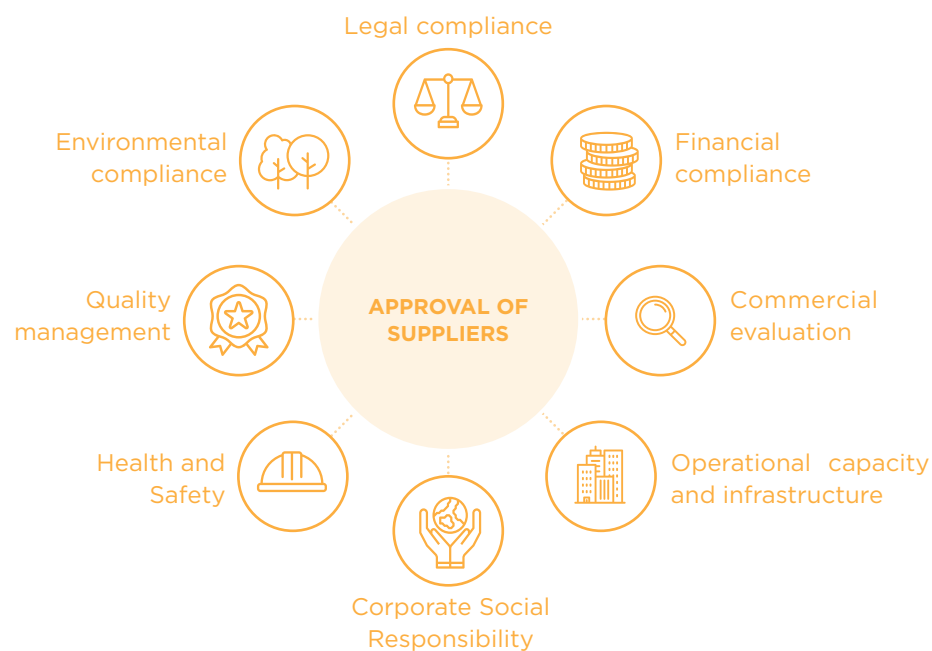 Legal compliance
Environmental
compliance
Financial
compliance
Quality
management
APPROVAL OF
SUPPLIERS
Commercial
evaluation
Health and
Safety
Operational capacity
and infrastructure
Corporate Social
Responsibility